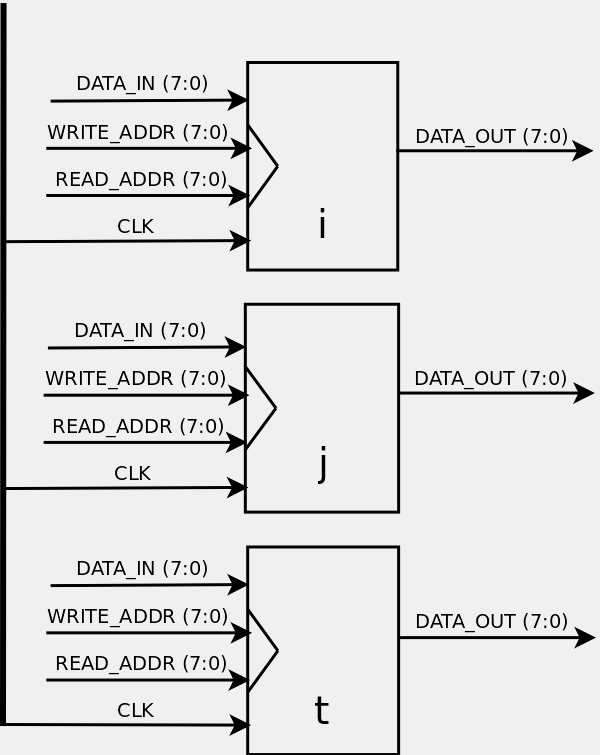 DATA_IN (7:0)
WRITE_ADDR (7:0)
DATA_OUT (7:0)
READ_ADDR (7:0)
CLK
i
DATA_IN (7:0)
WRITE_ADDR (7:0)
DATA_OUT (7:0)
READ_ADDR (7:0)
CLK
j
DATA_IN (7:0)
WRITE_ADDR (7:0)
DATA_OUT (7:0)
READ_ADDR (7:0)
CLK
t